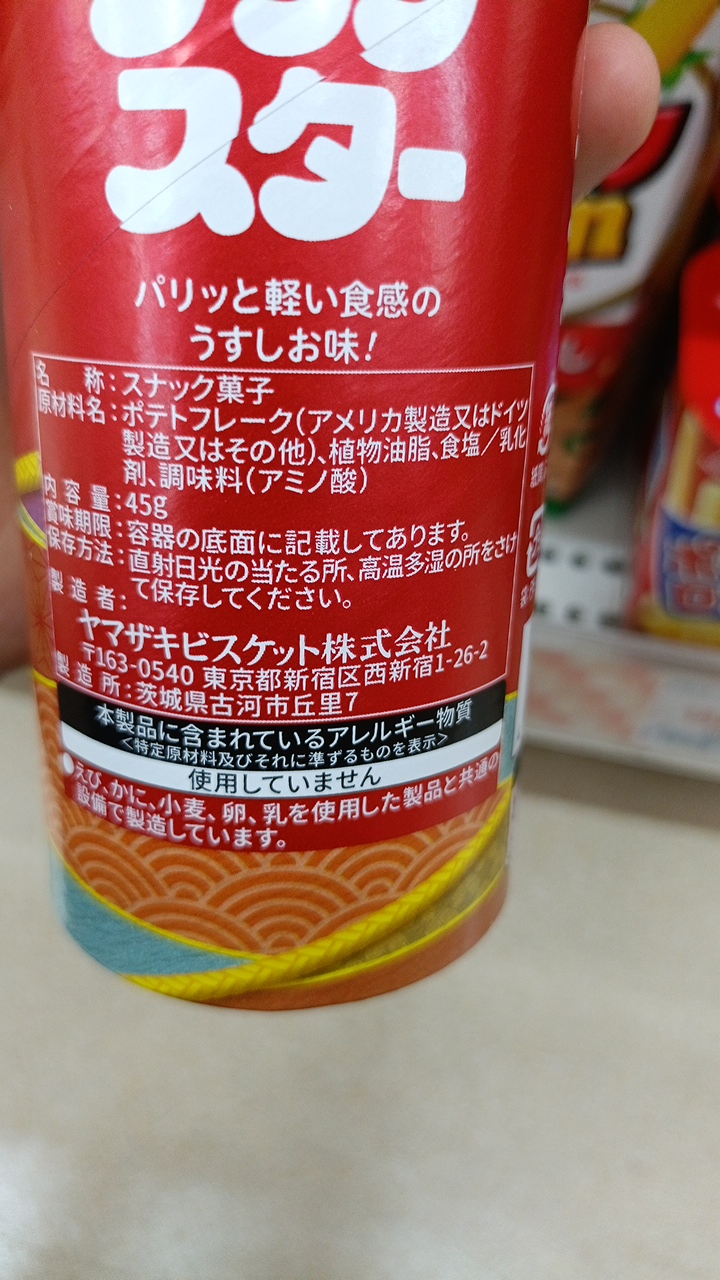 スター
パリッと軽い食感の
うすしお味!
名称:スナック菓子
原材料名:ポテトフレーク(アメリカ製造又はドイツ
製造又はその他)、植物油脂、食塩/乳化
剤、調味料(アミノ酸)
内容量:45g
賞味期限:容器の底面に記載してあります。
保存方法:直射日光の当たる所、高温多湿の所をさけ
て保存してください。
製造者:
ヤマザキビスケット株式会社
〒163-0540 東京都新宿区西新宿1-26-2
製造所:茨城県古河市丘里7
本製品に含まれているアレルギー物質
<特定原材料及びそれに準ずるものを表示>
使用していません
●えび、かに、小麦、卵、乳を使用した製品と共通の
設備で製造しています。